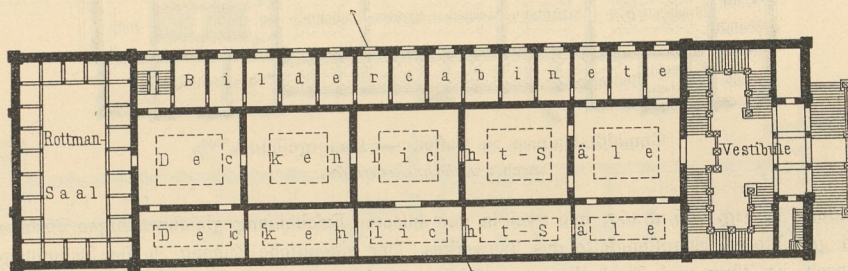 Bildercabinete
Rottman-
Saal
Deckenlicht-Säle
Vestibule
Deckenlicht-Säle